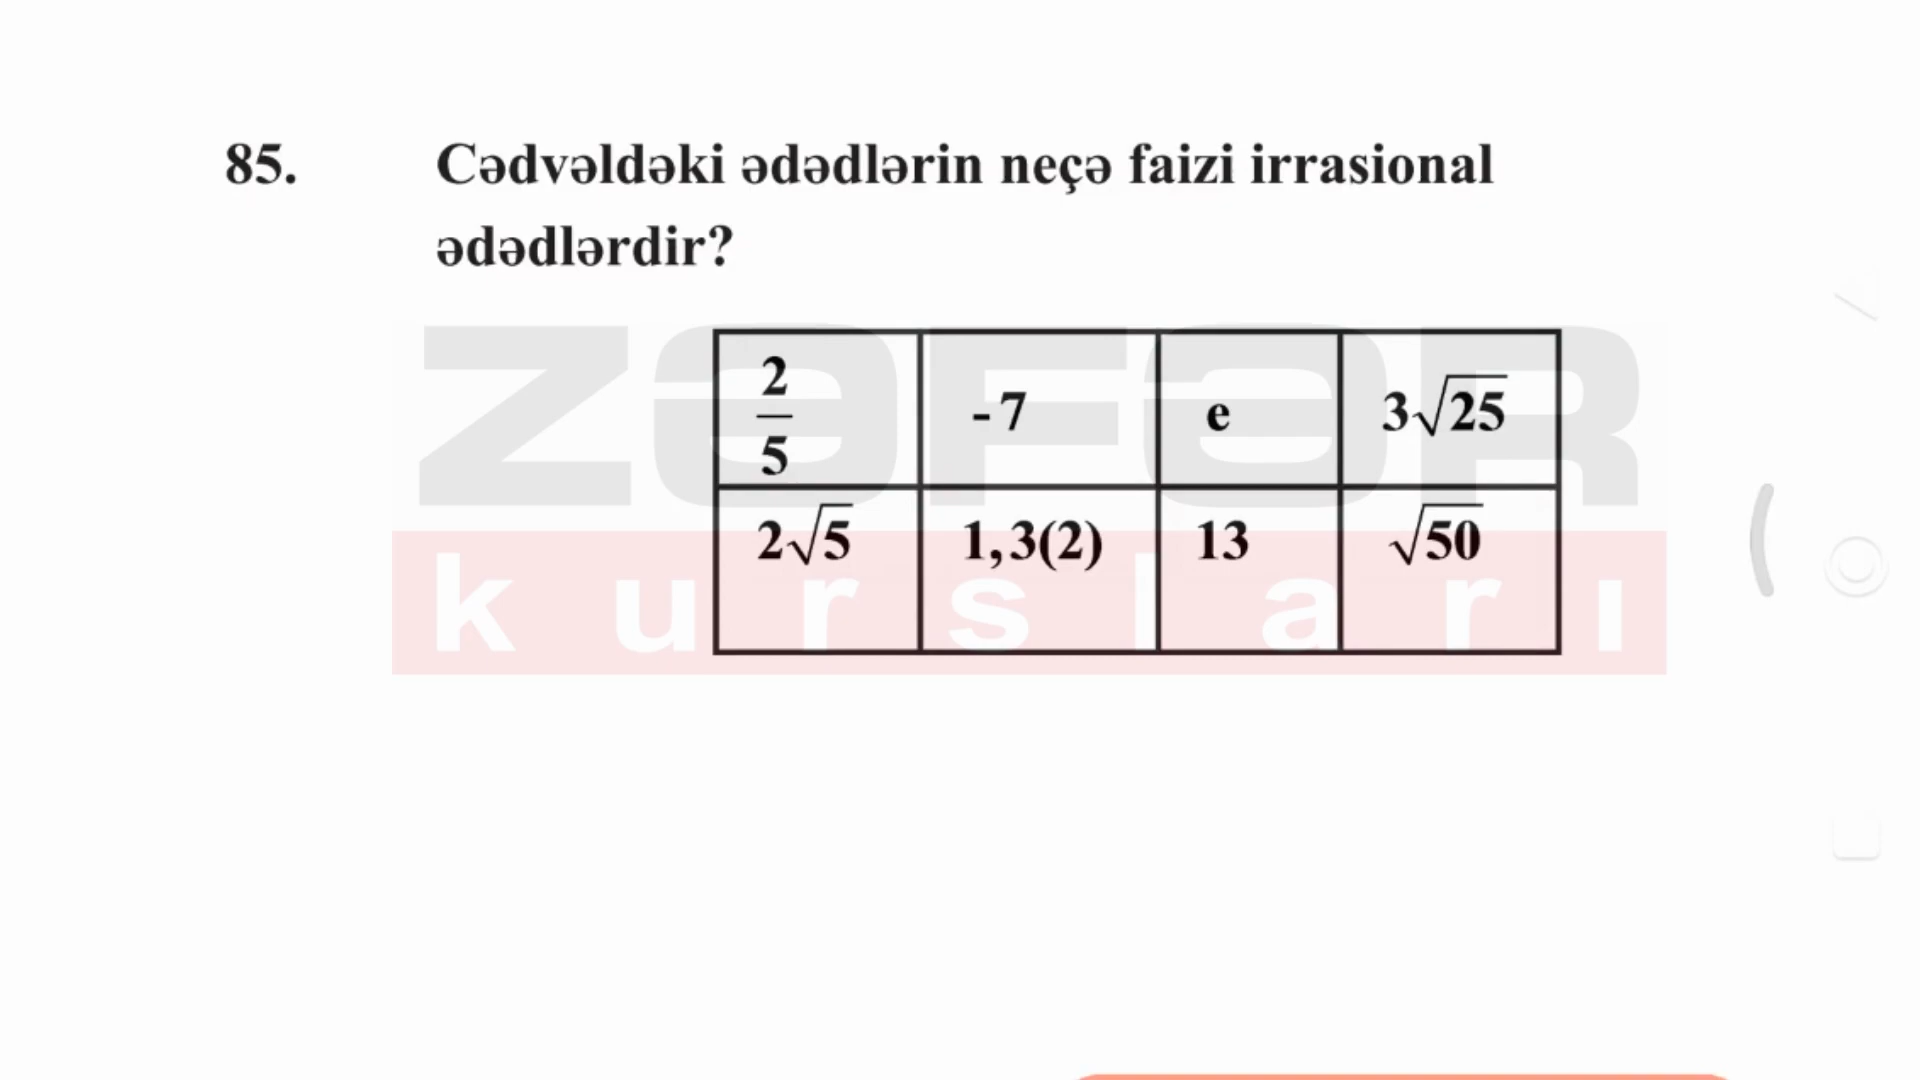 85. Cədvəldəki ədədlərin neçə faizi irrasional
ədədlərdir?
ZƏFƏR
kursları
2/5 -7 e 3√25
2√5 1,3(2) 13 √50